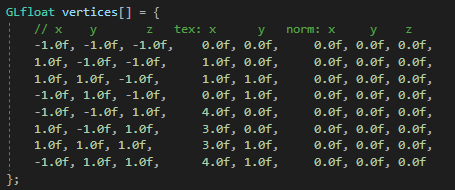 GLfloat vertices[] = {
// x y z tex: x y norm: x y z
-1.0f, -1.0f, -1.0f, 0.0f, 0.0f, 0.0f, 0.0f, 0.0f,
1.0f, -1.0f, -1.0f, 1.0f, 0.0f, 0.0f, 0.0f, 0.0f,
1.0f, 1.0f, -1.0f, 1.0f, 1.0f, 0.0f, 0.0f, 0.0f,
-1.0f, 1.0f, -1.0f, 0.0f, 1.0f, 0.0f, 0.0f, 0.0f,
-1.0f, -1.0f, 1.0f, 4.0f, 0.0f, 0.0f, 0.0f, 0.0f,
1.0f, -1.0f, 1.0f, 3.0f, 0.0f, 0.0f, 0.0f, 0.0f,
1.0f, 1.0f, 1.0f, 3.0f, 1.0f, 0.0f, 0.0f, 0.0f,
-1.0f, 1.0f, 1.0f, 4.0f, 1.0f, 0.0f, 0.0f, 0.0f
};